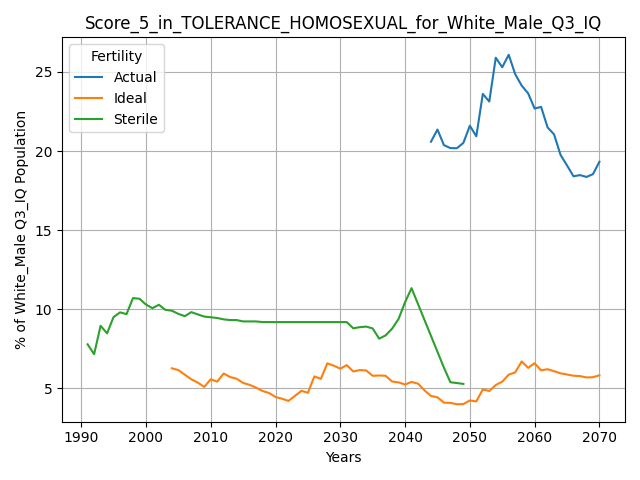 Score_5_in_TOLERANCE_HOMOSEXUAL_for_White_Male_Q3_IQ
Fertility
Actual
Ideal
Sterile
% of White_Male Q3_IQ Population
25
20
15
10
5
1990 2000 2010 2020 2030 2040 2050 2060 2070
Years